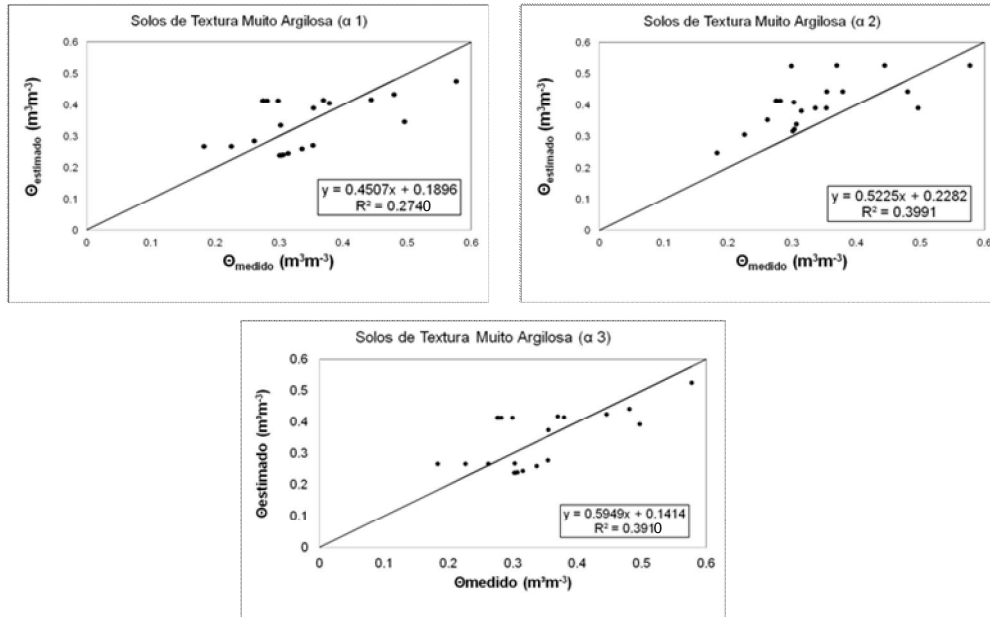 Solos de Textura Muito Argilosa (α 1)
0.6
0.5
0.4
0.3
0.2
0.1
0
Θestimado (m³m⁻³)
y = 0.4507x + 0.1896
R² = 0.2740
0 0.1 0.2 0.3 0.4 0.5 0.6
Θmedido (m³m⁻³)
Solos de Textura Muito Argilosa (α 2)
0.6
0.5
0.4
0.3
0.2
0.1
0
Θestimado (m³m⁻³)
y = 0.5225x + 0.2282
R² = 0.3991
0 0.1 0.2 0.3 0.4 0.5 0.6
Θmedido (m³m⁻³)
Solos de Textura Muito Argilosa (α 3)
0.6
0.5
0.4
0.3
0.2
0.1
0
Θestimado (m³m⁻³)
y = 0.5949x + 0.1414
R² = 0.3910
0 0.1 0.2 0.3 0.4 0.5 0.6
Θmedido (m³m⁻³)